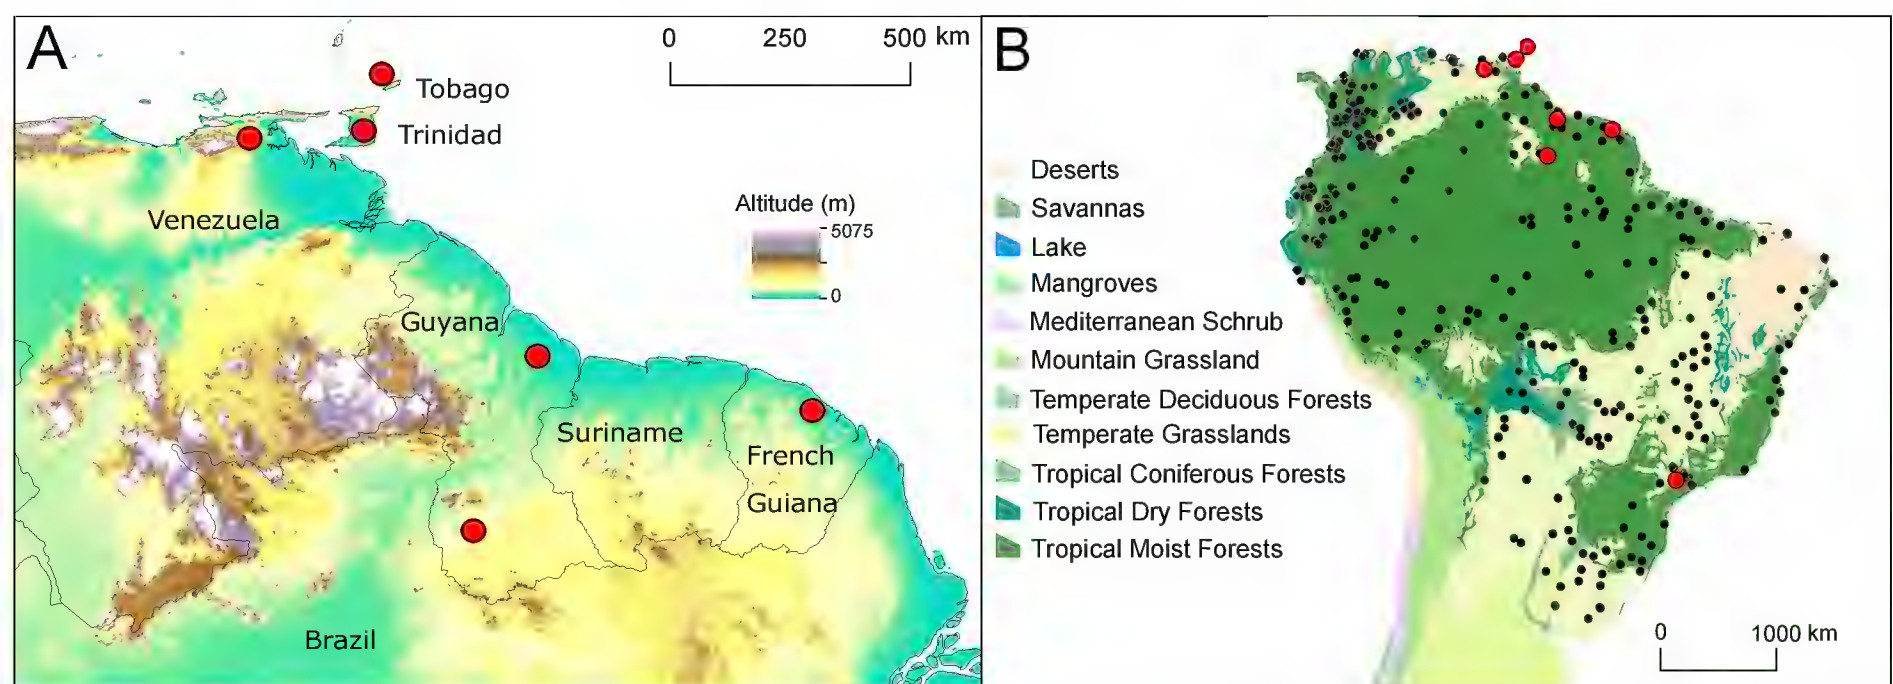 A
0 250 500 km
Tobago
Trinidad
Venezuela
Altitude (m)
5075
0
Guyana
Suriname
French
Guiana
Brazil
B
Deserts
Savannas
Lake
Mangroves
Mediterranean Schrub
Mountain Grassland
Temperate Deciduous Forests
Temperate Grasslands
Tropical Coniferous Forests
Tropical Dry Forests
Tropical Moist Forests
0 1000 km